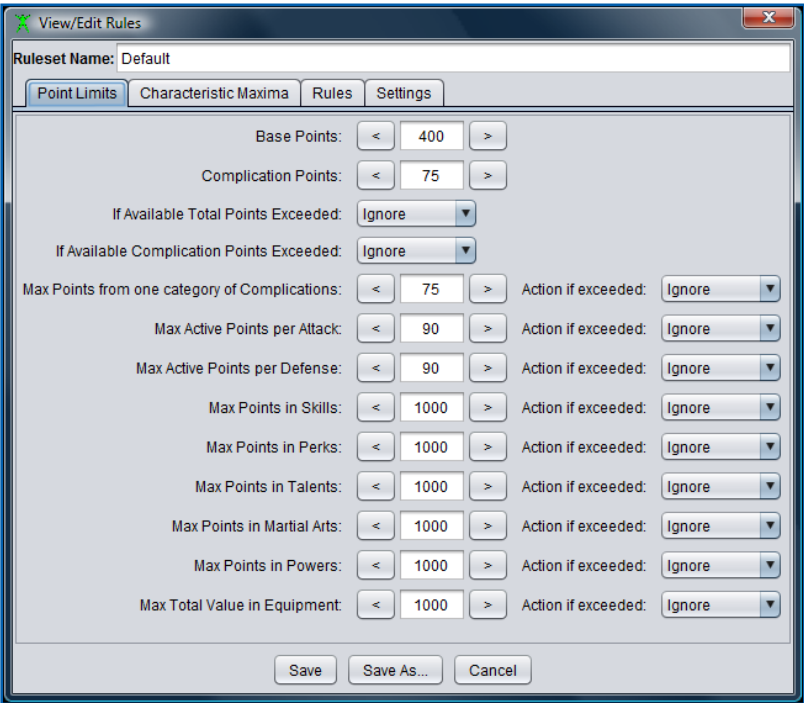 View/Edit Rules
X
Ruleset Name: Default
Point Limits Characteristic Maxima Rules Settings
Base Points: < 400 >
Complication Points: < 75 >
If Available Total Points Exceeded: Ignore
If Available Complication Points Exceeded: Ignore
Max Points from one category of Complications: < 75 > Action if exceeded: Ignore
Max Active Points per Attack: < 90 > Action if exceeded: Ignore
Max Active Points per Defense: < 90 > Action if exceeded: Ignore
Max Points in Skills: < 1000 > Action if exceeded: Ignore
Max Points in Perks: < 1000 > Action if exceeded: Ignore
Max Points in Talents: < 1000 > Action if exceeded: Ignore
Max Points in Martial Arts: < 1000 > Action if exceeded: Ignore
Max Points in Powers: < 1000 > Action if exceeded: Ignore
Max Total Value in Equipment: < 1000 > Action if exceeded: Ignore
Save Save As... Cancel